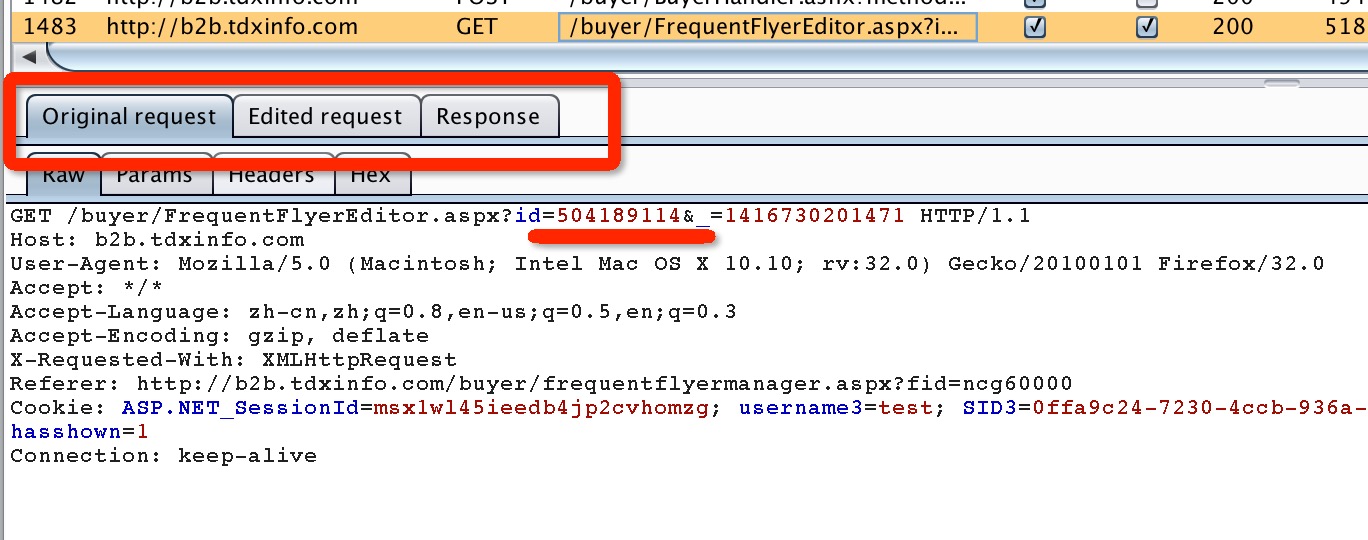 1482 http://b2b.tdxinfo.com POST /buyer/BuyerHandler.ashx?method... 200 494
1483 http://b2b.tdxinfo.com GET /buyer/FrequentFlyerEditor.aspx?i... 200 518
Original request Edited request Response
Raw Params Headers Hex
GET /buyer/FrequentFlyerEditor.aspx?id=504189114&_=1416730201471 HTTP/1.1
Host: b2b.tdxinfo.com
User-Agent: Mozilla/5.0 (Macintosh; Intel Mac OS X 10.10; rv:32.0) Gecko/20100101 Firefox/32.0
Accept: */*
Accept-Language: zh-cn,zh;q=0.8,en-us;q=0.5,en;q=0.3
Accept-Encoding: gzip, deflate
X-Requested-With: XMLHttpRequest
Referer: http://b2b.tdxinfo.com/buyer/frequentflyermanager.aspx?fid=ncg60000
Cookie: ASP.NET_SessionId=msx1wl45ieedb4jp2cvhomzg; username3=test; SID3=0ffa9c24-7230-4ccb-936a-
hasshown=1
Connection: keep-alive